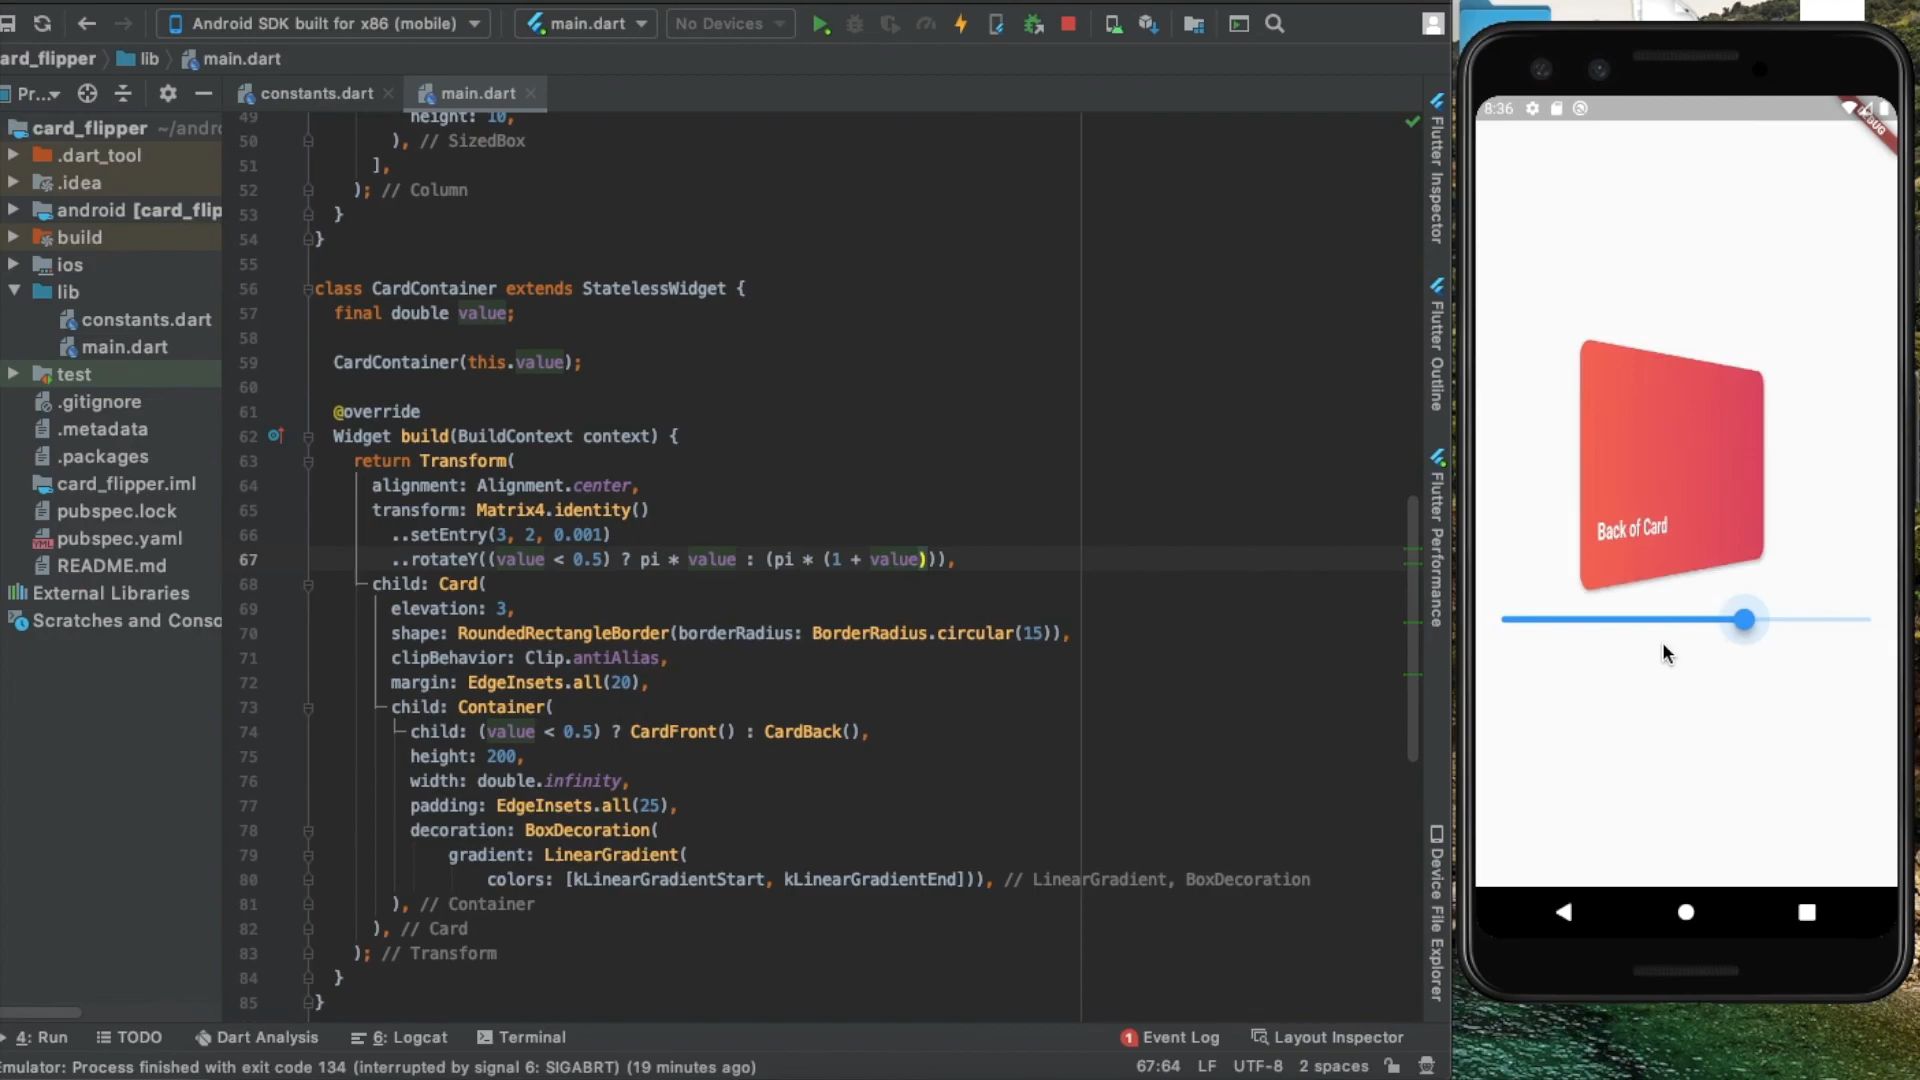 Android SDK built for x86 (mobile)
main.dart
No Devices
ard_flipper
lib
main.dart
Pr...
constants.dart
main.dart
card_flipper ~/andro
.dart_tool
.idea
android [card_flip
build
ios
lib
constants.dart
main.dart
test
.gitignore
.metadata
.packages
card_flipper.iml
pubspec.lock
pubspec.yaml
README.md
External Libraries
Scratches and Conso
49 height: 10,
50 ), // SizedBox
51 ],
52 ); // Column
53 }
54 }
55
56 class CardContainer extends StatelessWidget {
57 final double value;
58
59 CardContainer(this.value);
60
61 @override
62 Widget build(BuildContext context) {
63 return Transform(
64 alignment: Alignment.center,
65 transform: Matrix4.identity()
66 ..setEntry(3, 2, 0.001)
67 ..rotateY((value < 0.5) ? pi * value : (pi * (1 + value))),
68 child: Card(
69 elevation: 3,
70 shape: RoundedRectangleBorder(borderRadius: BorderRadius.circular(15)),
71 clipBehavior: Clip.antiAlias,
72 margin: EdgeInsets.all(20),
73 child: Container(
74 child: (value < 0.5) ? CardFront() : CardBack(),
75 height: 200,
76 width: double.infinity,
77 padding: EdgeInsets.all(25),
78 decoration: BoxDecoration(
79 gradient: LinearGradient(
80 colors: [kLinearGradientStart, kLinearGradientEnd])), // LinearGradient, BoxDecoration
81 ), // Container
82 ), // Card
83 ); // Transform
84 }
85 }
Flutter Inspector
Flutter Outline
Flutter Performance
Device File Explorer
8:36
Back of Card
4: Run
TODO
Dart Analysis
6: Logcat
Terminal
1 Event Log
Layout Inspector
Emulator: Process finished with exit code 134 (interrupted by signal 6: SIGABRT) (19 minutes ago)
67:64 LF UTF-8 2 spaces